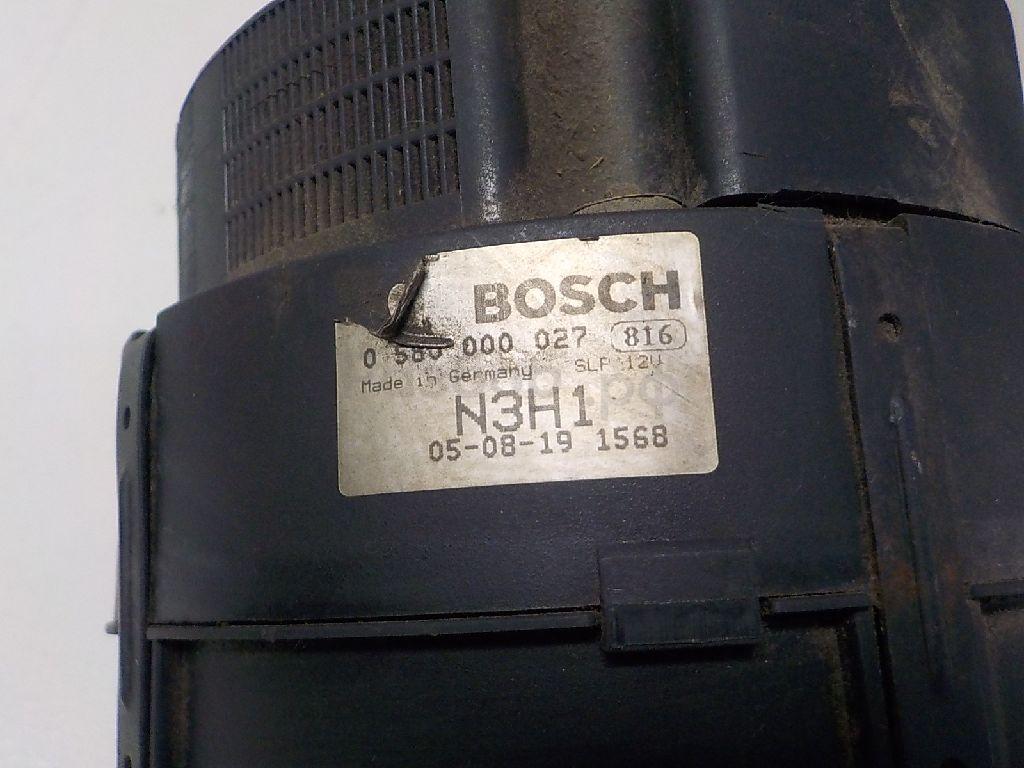 BOSCH
0 580 000 027 816
Made in Germany SLP 12V
N3H1
05-08-19 1568